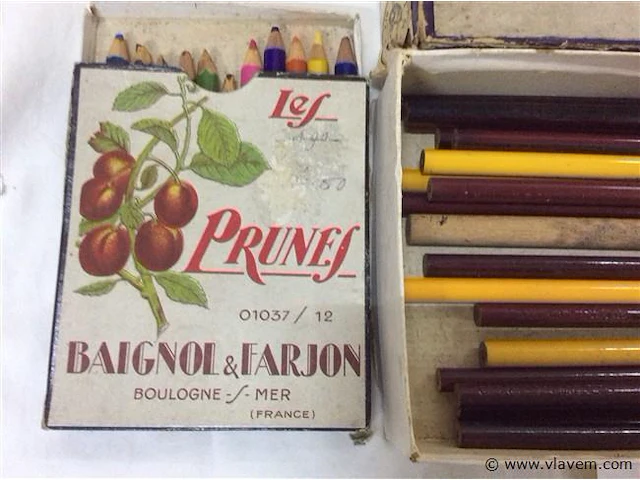 Les
PRUNES
01037 / 12
BAIGNOL & FARJON
BOULOGNE -S- MER
(FRANCE)
© www.vlavem.com